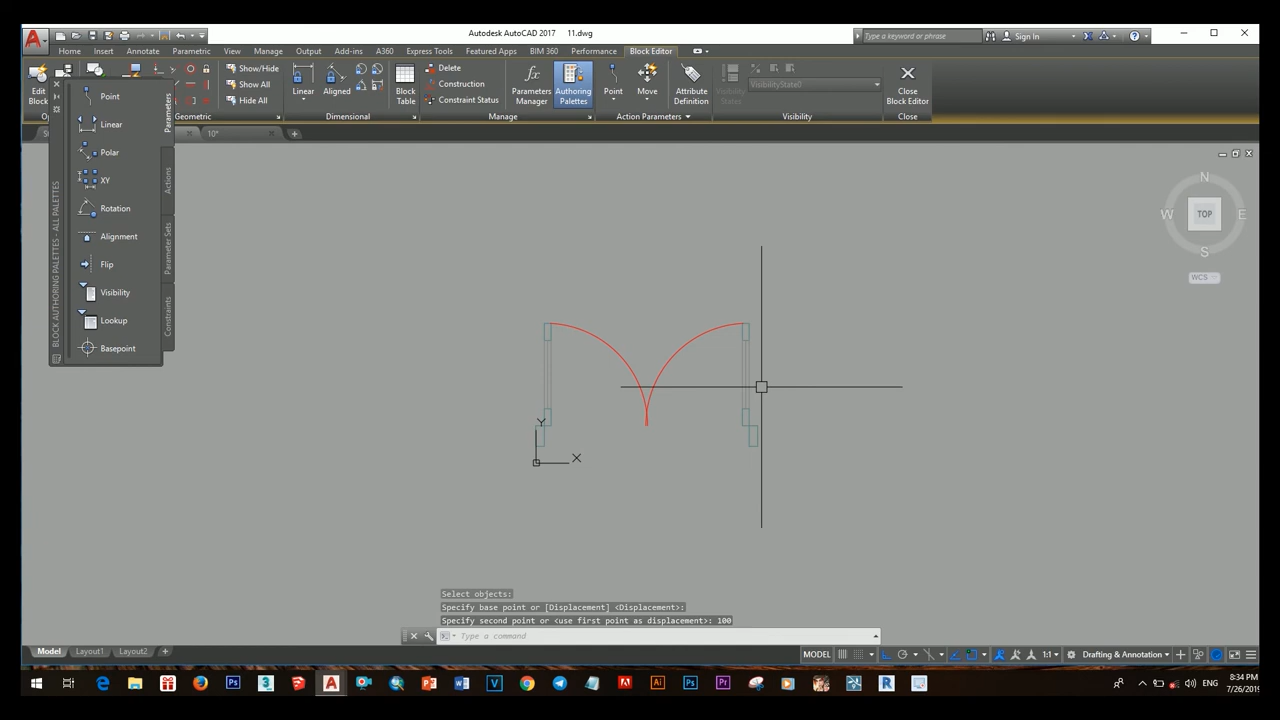 Autodesk AutoCAD 2017 11.dwg
Type a keyword or phrase
Sign In
Home Insert Annotate Parametric View Manage Output Add-ins A360 Express Tools Featured Apps BIM 360 Performance Block Editor
Edit
Block
Show/Hide
Show All
Hide All
Geometric
Linear
Aligned
Dimensional
Block
Table
Delete
Construction
Constraint Status
Manage
Parameters
Manager
Authoring
Palettes
Point
Move
Action Parameters
Attribute
Definition
Visibility
States
VisibilityState0
Visibility
Close
Block Editor
Close
10*
Point
Linear
Polar
XY
Rotation
Alignment
Flip
Visibility
Lookup
Basepoint
Parameters
Actions
Parameter Sets
Constraints
BLOCK AUTHORING PALETTES - ALL PALETTES
N
W TOP E
S
WCS
Y
X
Select objects:
Specify base point or [Displacement] <Displacement>:
Specify second point or <use first point as displacement>: 100
Type a command
Model Layout1 Layout2
MODEL
1:1
Drafting & Annotation
ENG
8:34 PM